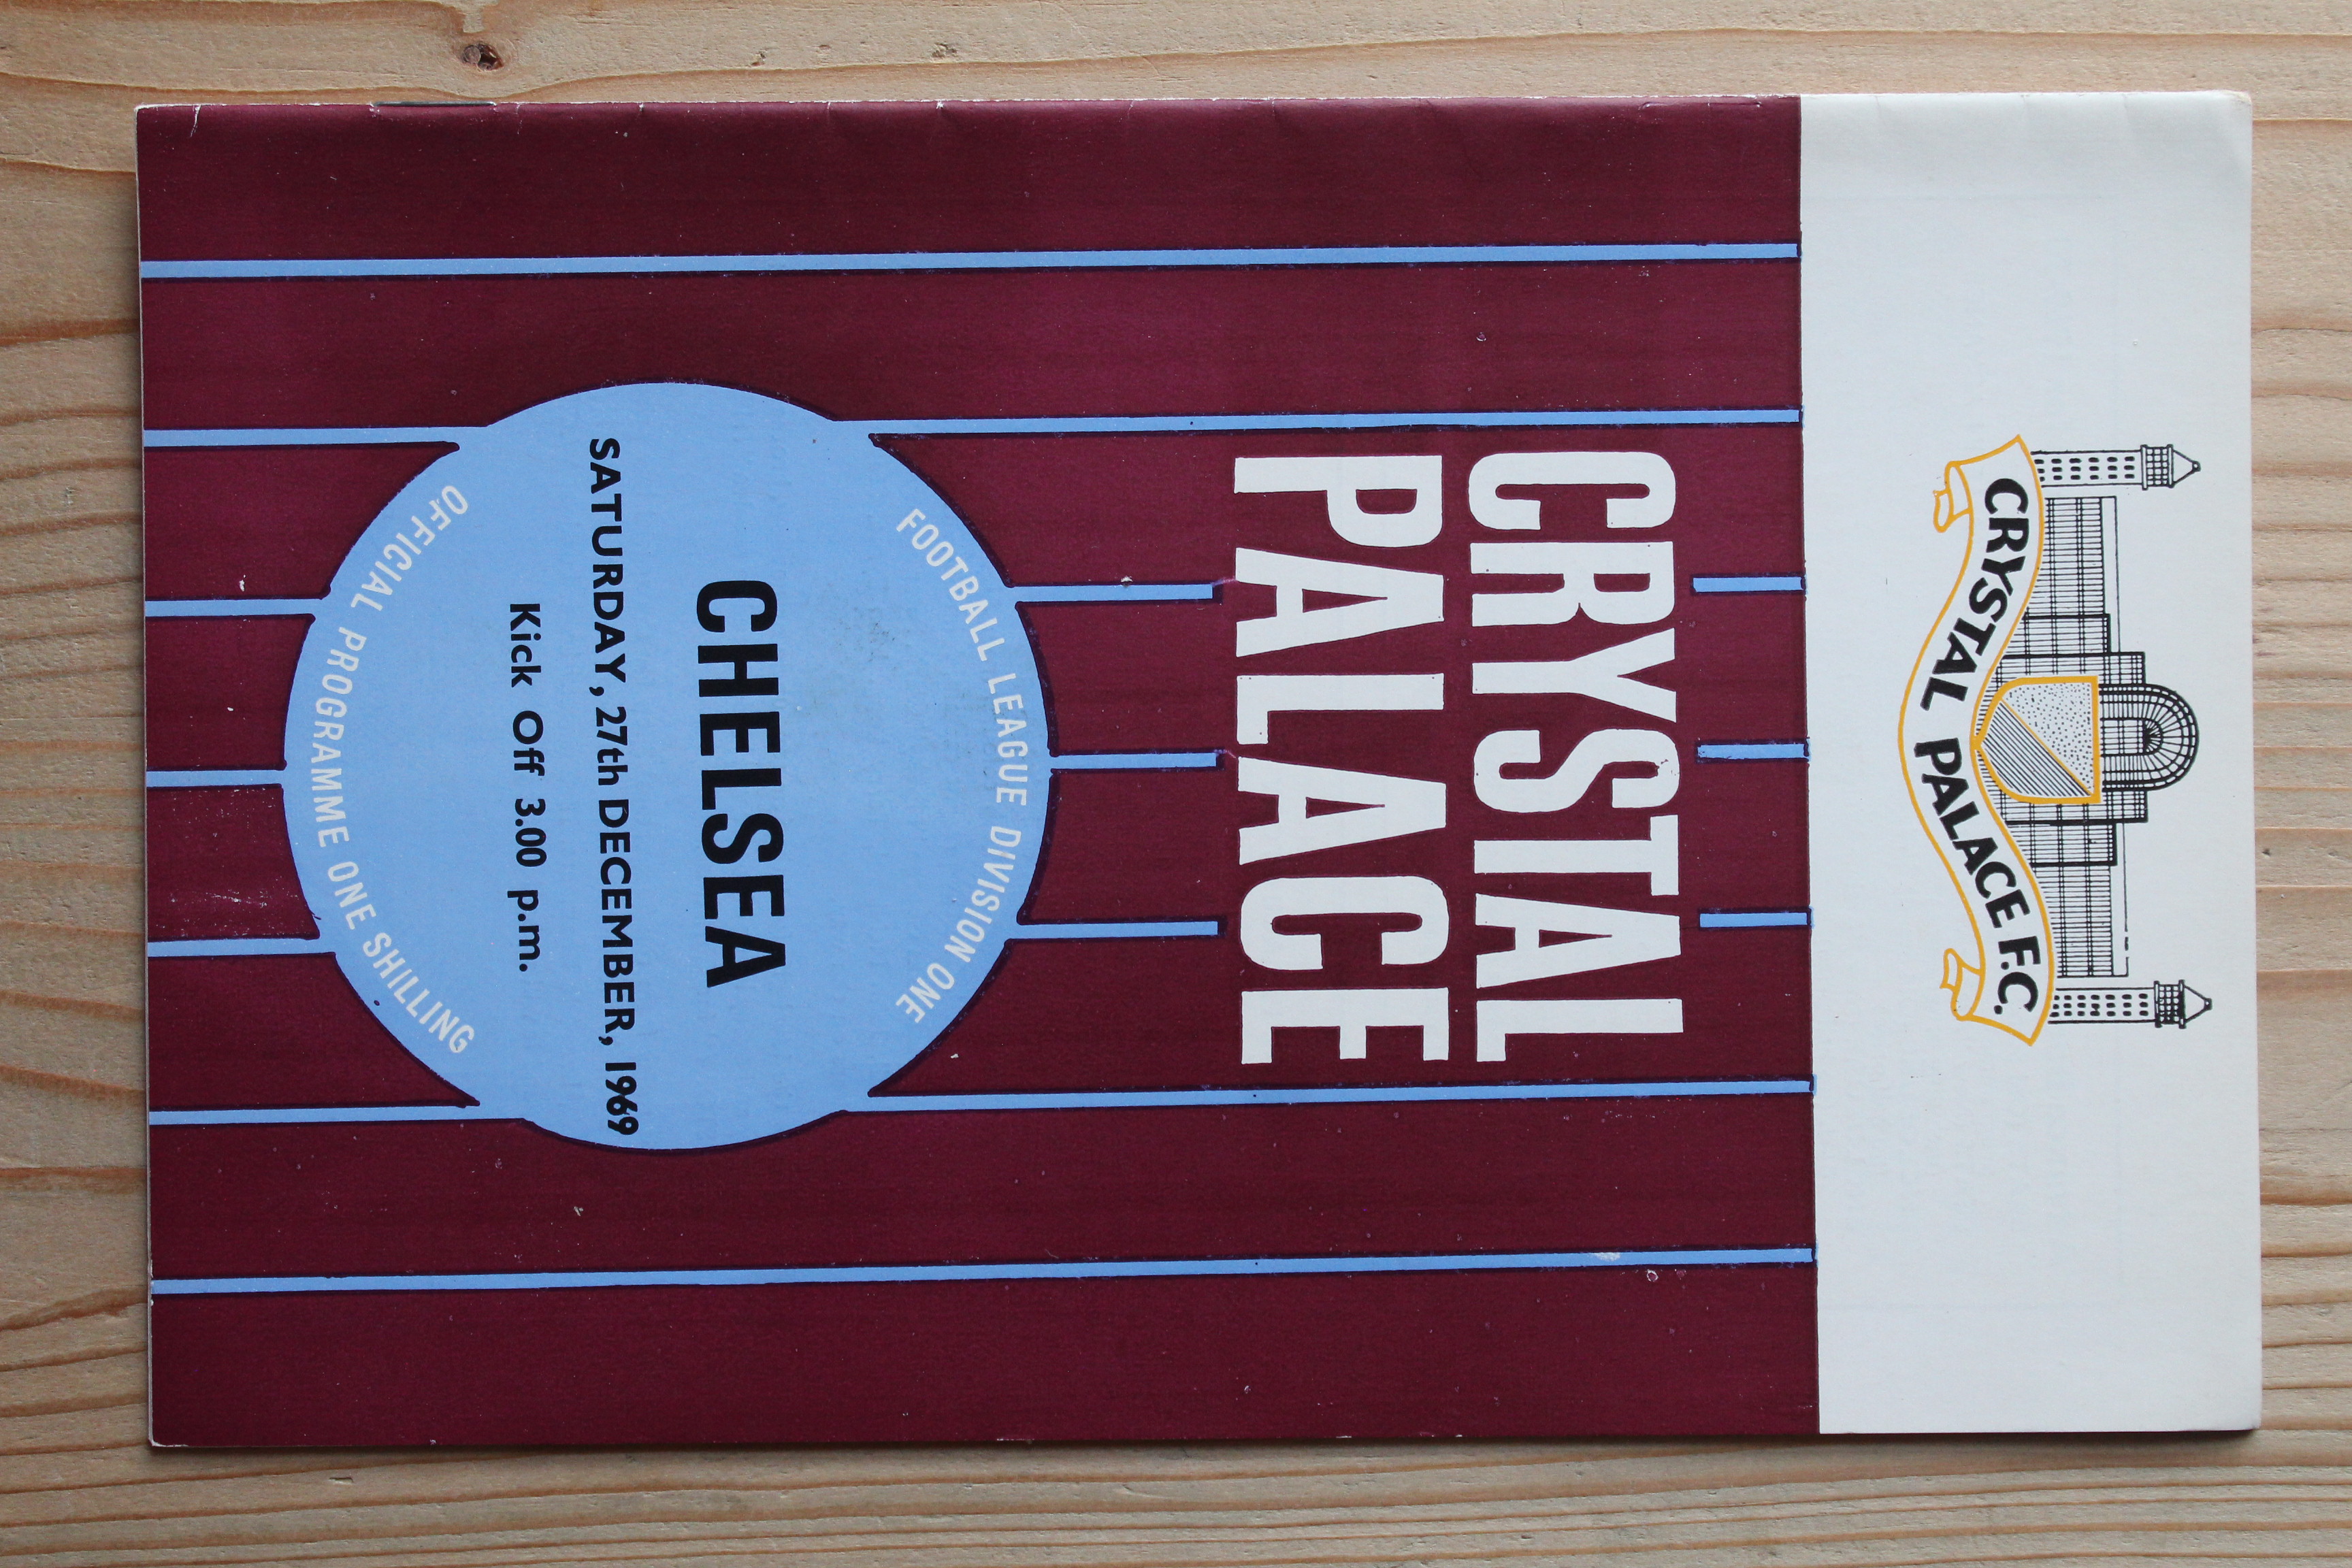 CRYSTAL PALACE F.C.
CRYSTAL
PALACE
FOOTBALL LEAGUE DIVISION ONE
CHELSEA
SATURDAY, 27th DECEMBER, 1969
Kick Off 3.00 p.m.
OFFICIAL PROGRAMME ONE SHILLING